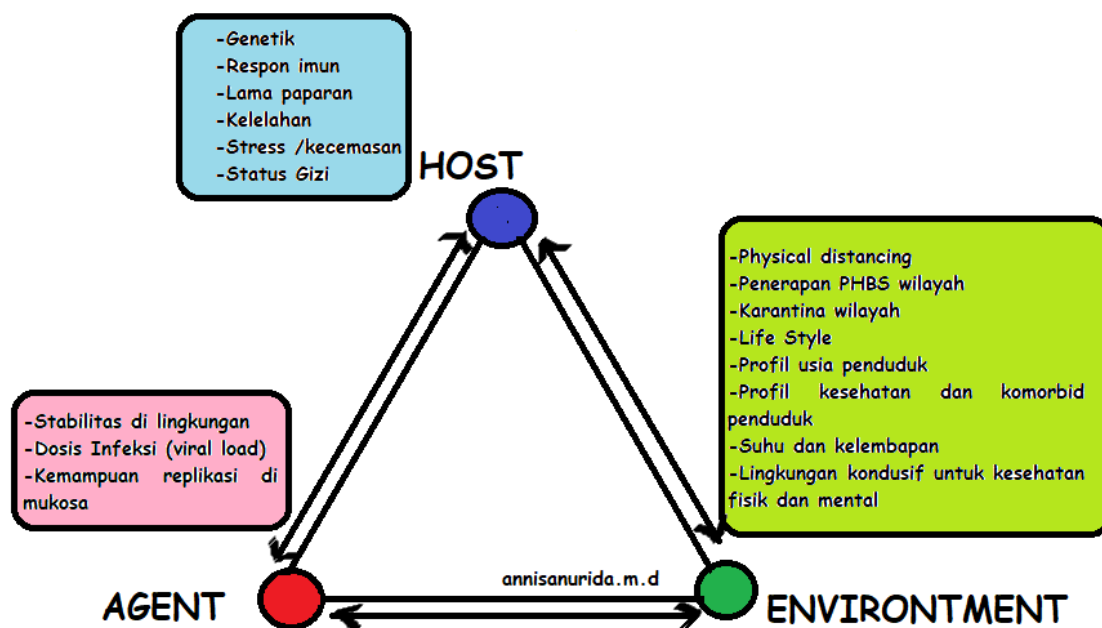 -Genetik
-Respon imun
-Lama paparan
-Kelelahan
-Stress /kecemasan
-Status Gizi
HOST
-Physical distancing
-Penerapan PHBS wilayah
-Karantina wilayah
-Life Style
-Profil usia penduduk
-Profil kesehatan dan komorbid
penduduk
-Suhu dan kelembapan
-Lingkungan kondusif untuk kesehatan
fisik dan mental
-Stabilitas di lingkungan
-Dosis Infeksi (viral load)
-Kemampuan replikasi di
mukosa
annisanurida.m.d
AGENT
ENVIRONTMENT